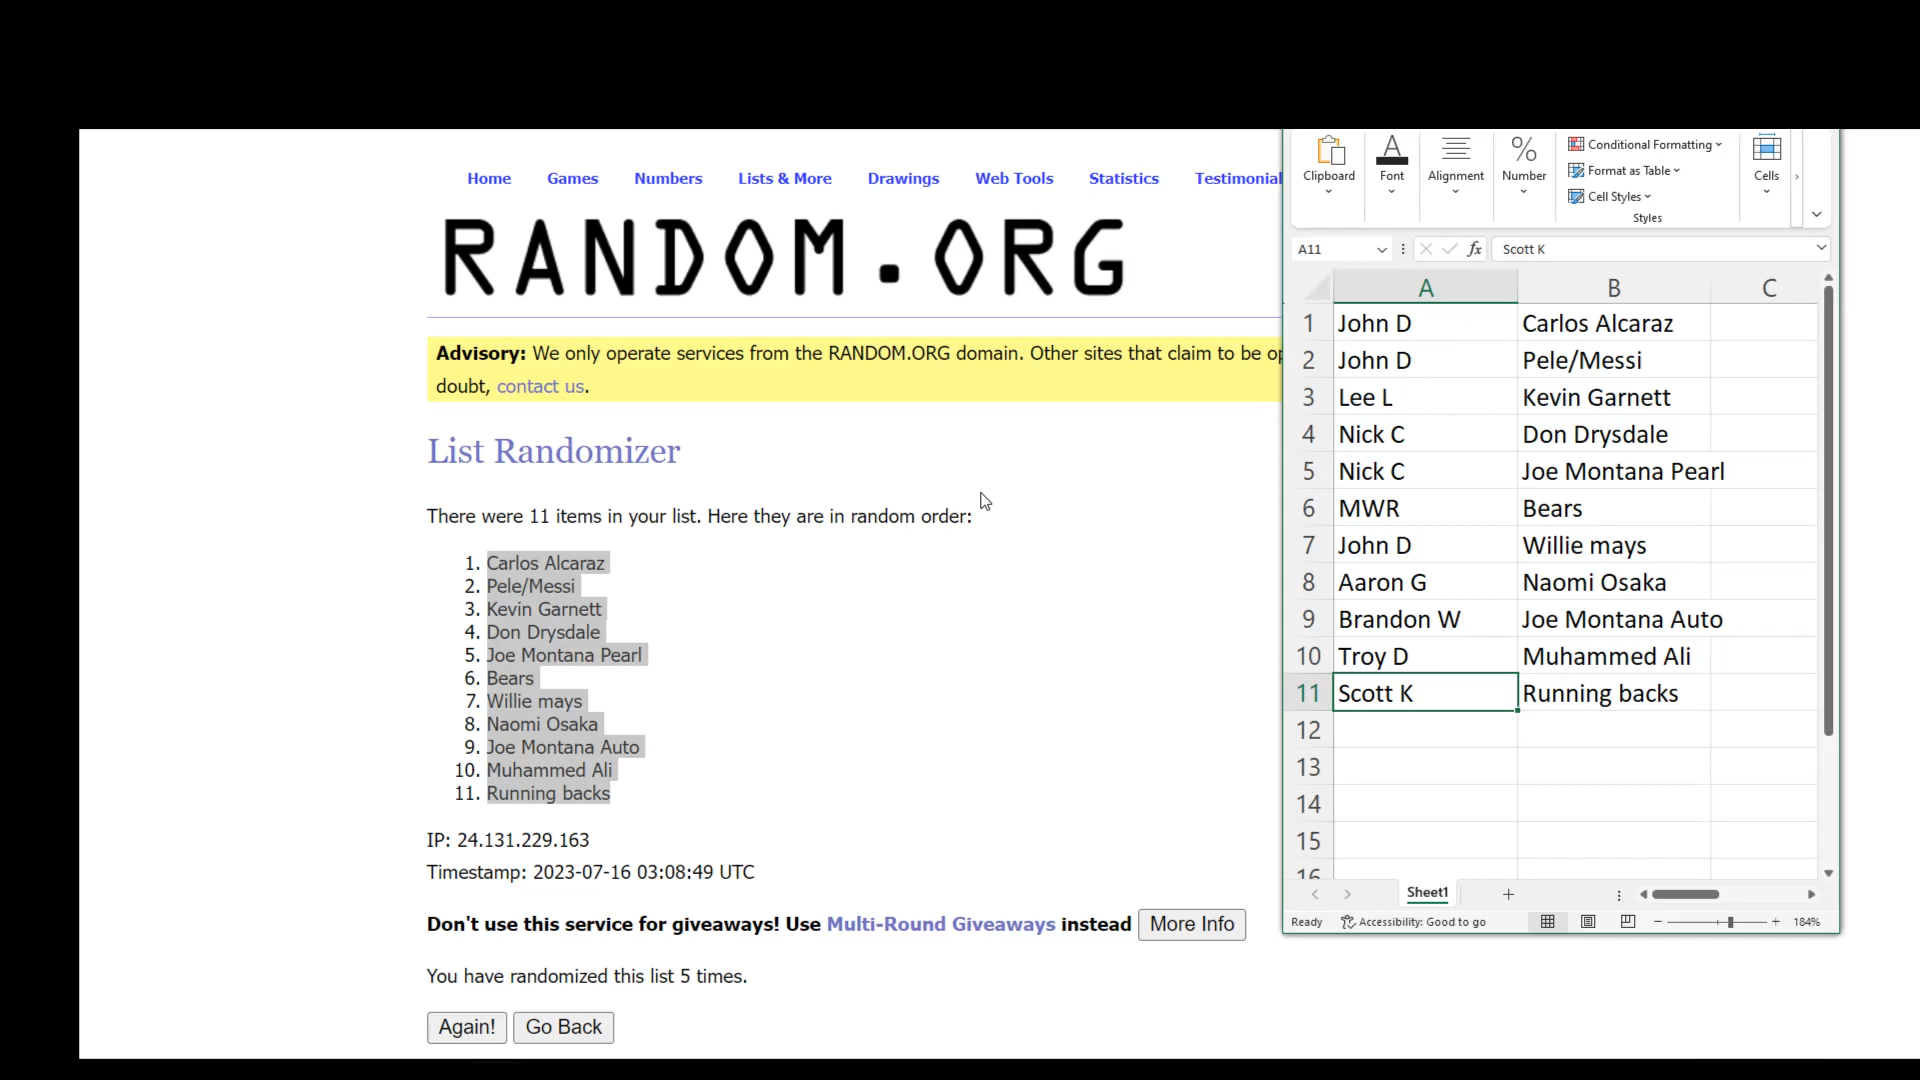 Home Games Numbers Lists & More Drawings Web Tools Statistics Testimonial
RANDOM.ORG
Advisory: We only operate services from the RANDOM.ORG domain. Other sites that claim to be op
doubt, contact us.
List Randomizer
There were 11 items in your list. Here they are in random order:
1. Carlos Alcaraz
2. Pele/Messi
3. Kevin Garnett
4. Don Drysdale
5. Joe Montana Pearl
6. Bears
7. Willie mays
8. Naomi Osaka
9. Joe Montana Auto
10. Muhammed Ali
11. Running backs
IP: 24.131.229.163
Timestamp: 2023-07-16 03:08:49 UTC
Don't use this service for giveaways! Use Multi-Round Giveaways instead More Info
You have randomized this list 5 times.
Again! Go Back
Clipboard Font Alignment Number
Conditional Formatting
Format as Table
Cell Styles
Styles
Cells
A11 fx Scott K
A B C
1 John D Carlos Alcaraz
2 John D Pele/Messi
3 Lee L Kevin Garnett
4 Nick C Don Drysdale
5 Nick C Joe Montana Pearl
6 MWR Bears
7 John D Willie mays
8 Aaron G Naomi Osaka
9 Brandon W Joe Montana Auto
10 Troy D Muhammed Ali
11 Scott K Running backs
12
13
14
15
16
Sheet1
Ready Accessibility: Good to go 184%